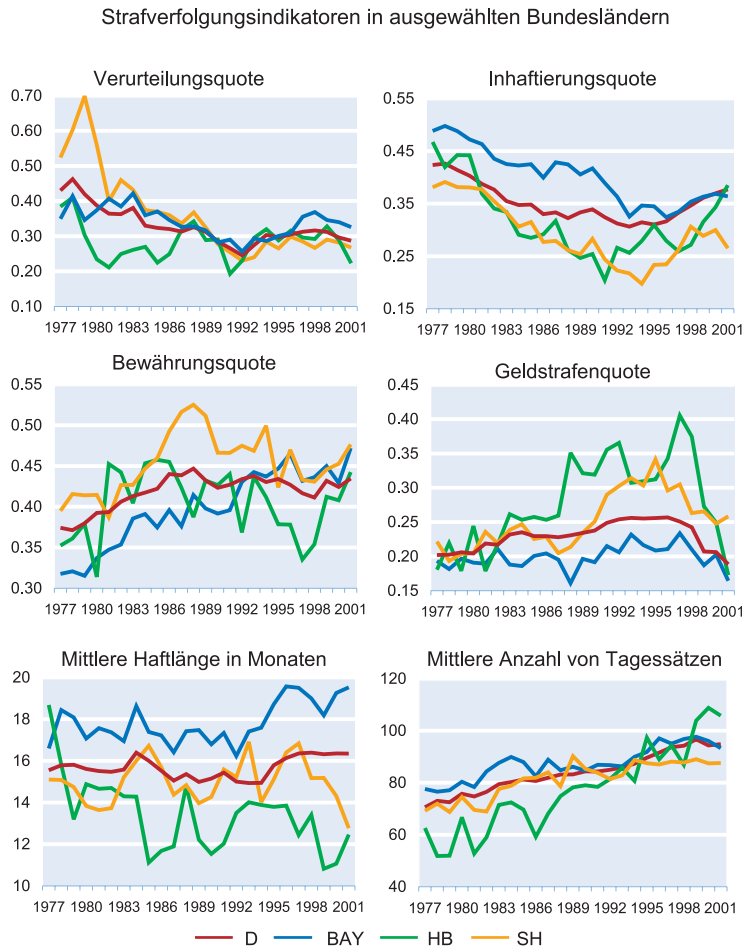 Strafverfolgungsindikatoren in ausgewählten Bundesländern
Verurteilungsquote
0.70
0.60
0.50
0.40
0.30
0.20
0.10
1977 1980 1983 1986 1989 1992 1995 1998 2001
Inhaftierungsquote
0.55
0.45
0.35
0.25
0.15
1977 1980 1983 1986 1989 1992 1995 1998 2001
Bewährungsquote
0.55
0.50
0.45
0.40
0.35
0.30
1977 1980 1983 1986 1989 1992 1995 1998 2001
Geldstrafenquote
0.45
0.40
0.35
0.30
0.25
0.20
0.15
1977 1980 1983 1986 1989 1992 1995 1998 2001
Mittlere Haftlänge in Monaten
20
18
16
14
12
10
1977 1980 1983 1986 1989 1992 1995 1998 2001
Mittlere Anzahl von Tagessätzen
120
100
80
60
40
1977 1980 1983 1986 1989 1992 1995 1998 2001
D BAY HB SH